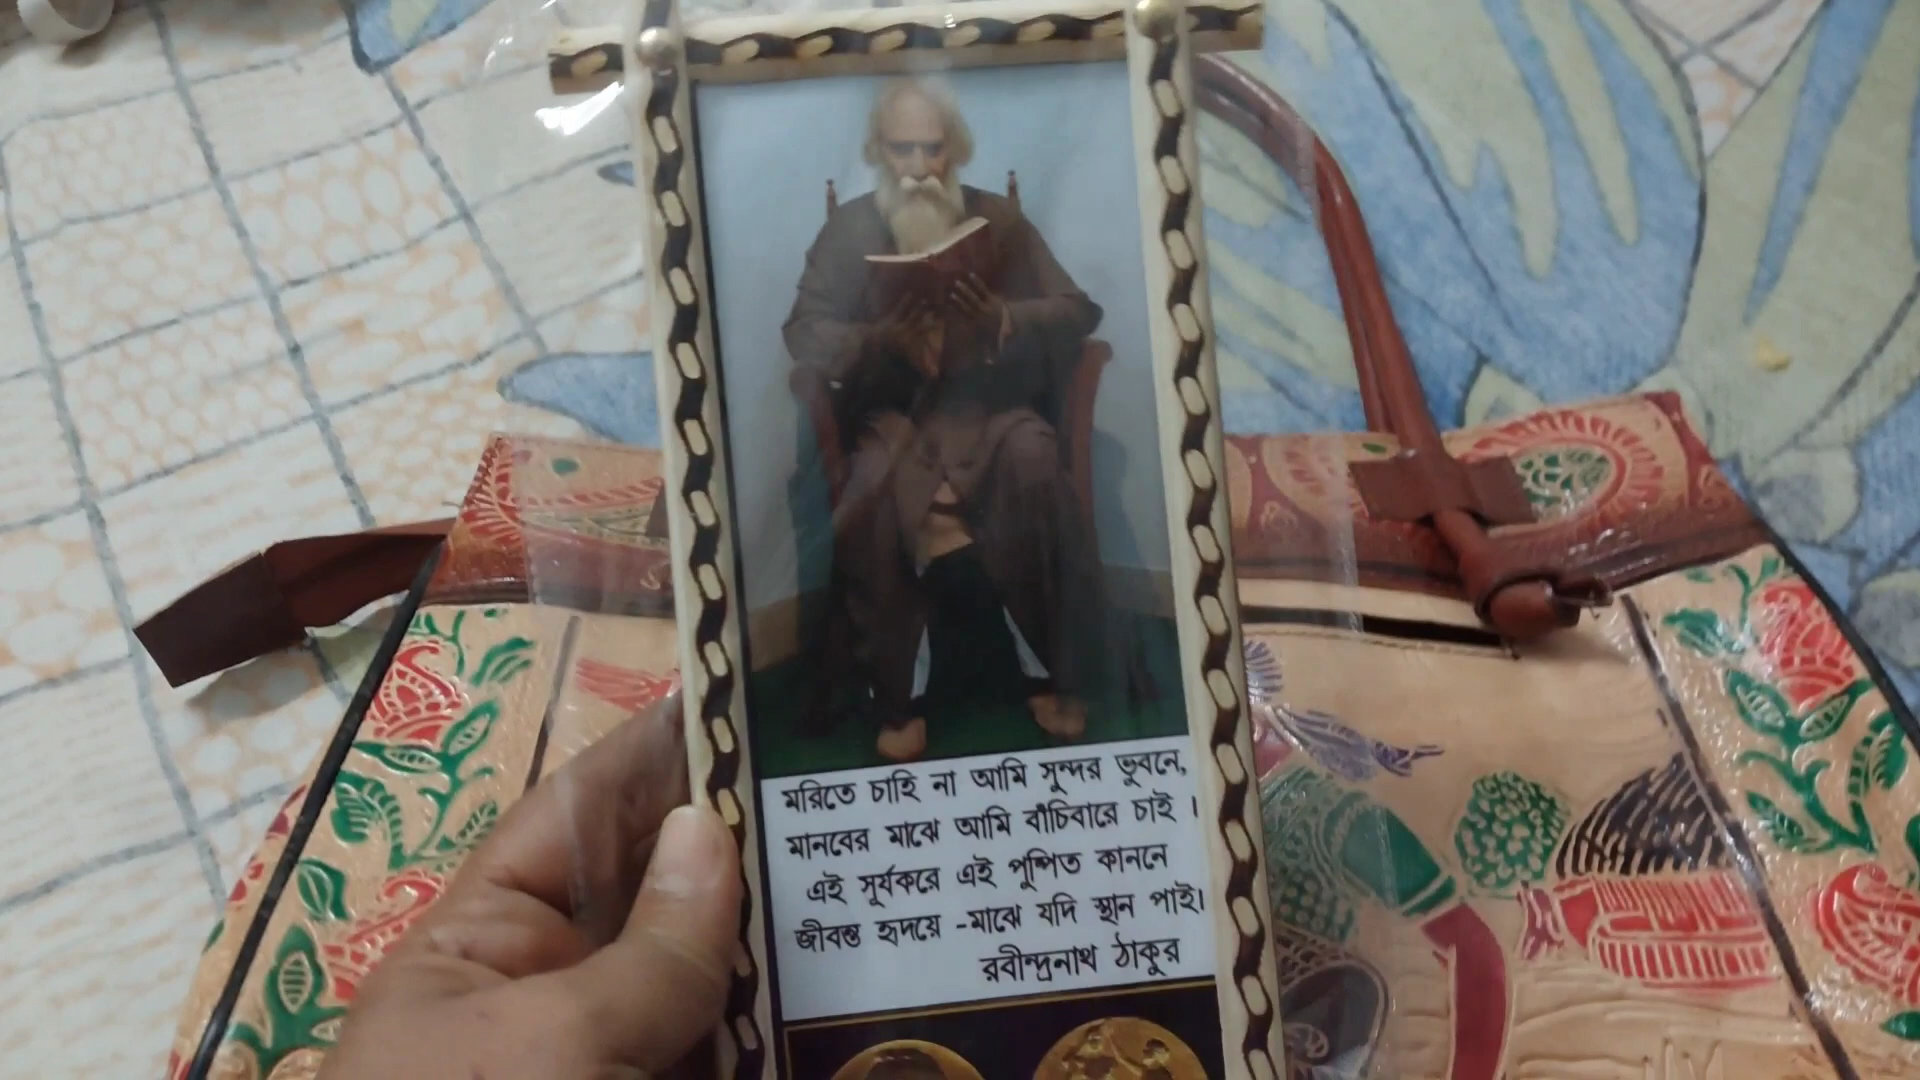 মরিতে চাহি না আমি সুন্দর ভুবনে,
মানবের মাঝে আমি বাঁচিবারে চাই ।
এই সূর্যকরে এই পুষ্পিত কাননে
জীবন্ত হৃদয়ে -মাঝে যদি স্থান পাই।
রবীন্দ্রনাথ ঠাকুর